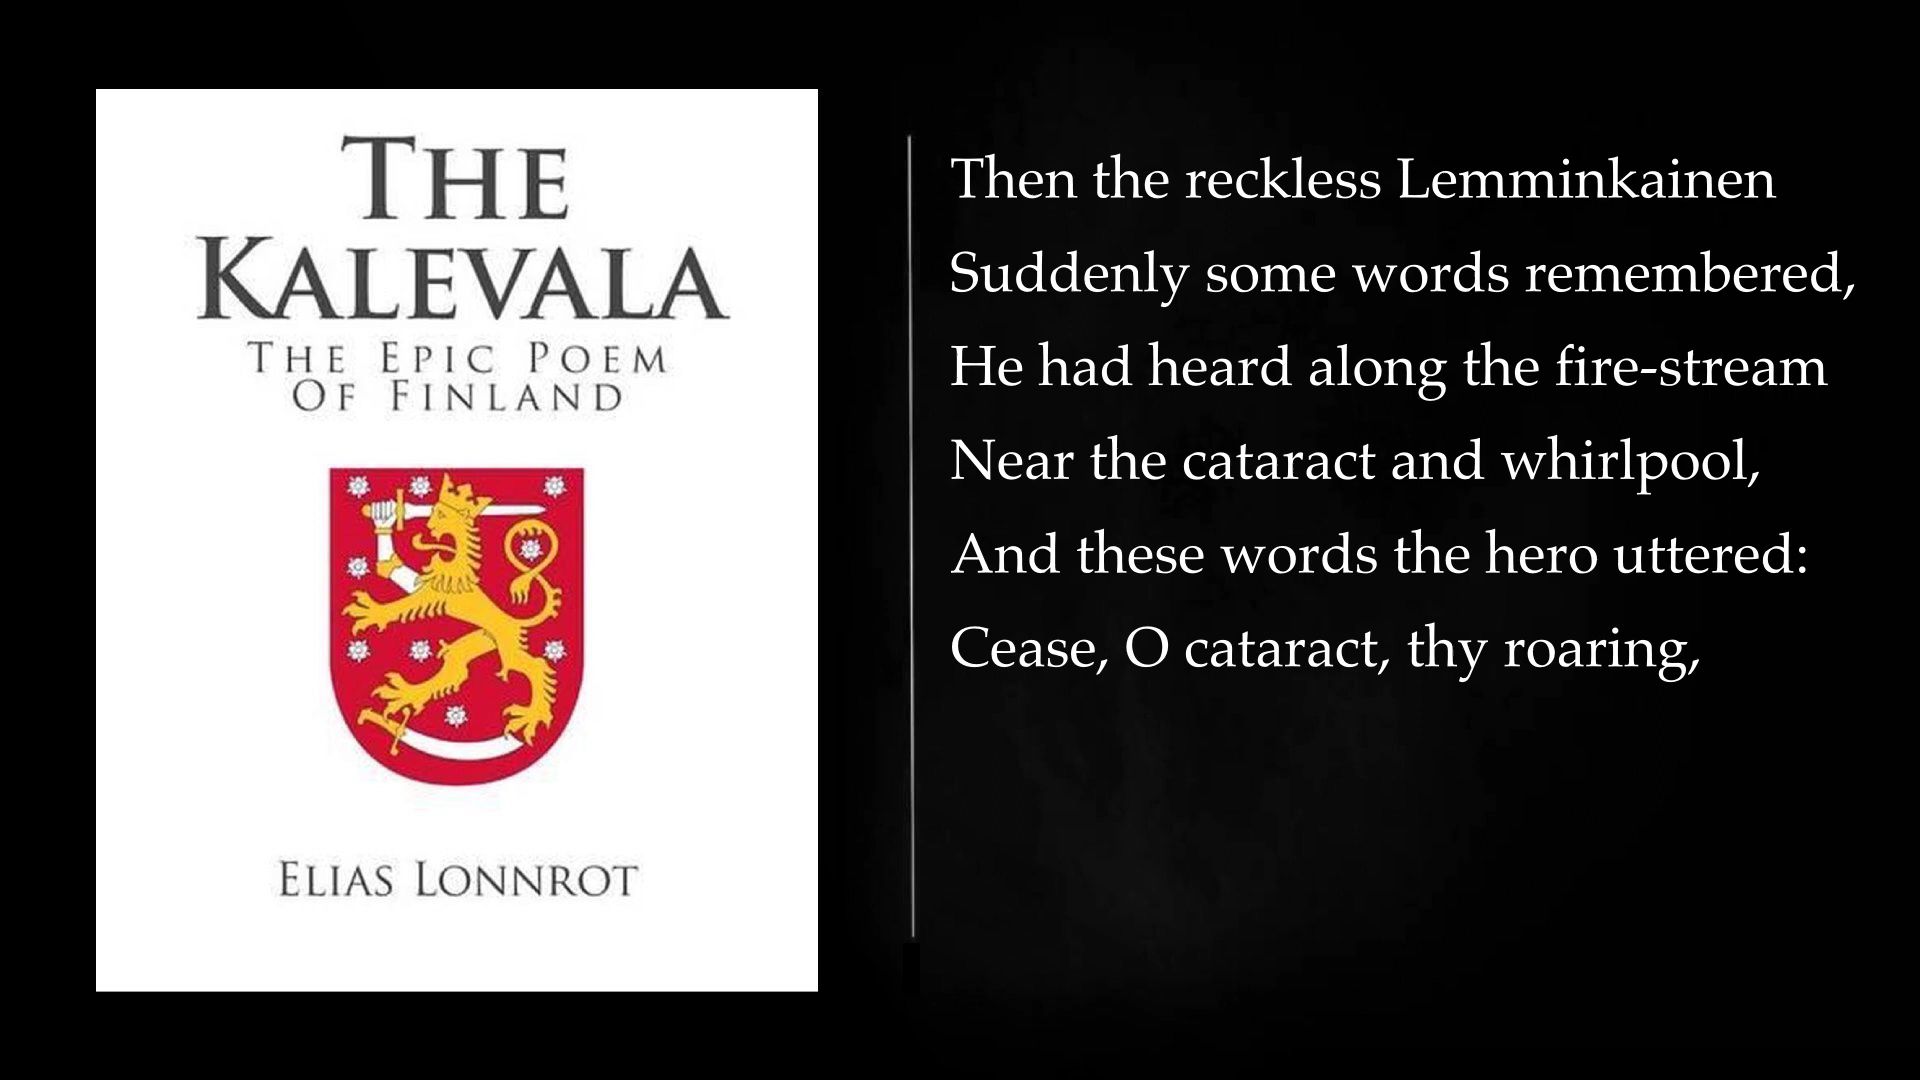 THE
KALEVALA
THE EPIC POEM
OF FINLAND
ELIAS LONNROT
Then the reckless Lemminkainen
Suddenly some words remembered,
He had heard along the fire-stream
Near the cataract and whirlpool,
And these words the hero uttered:
Cease, O cataract, thy roaring,